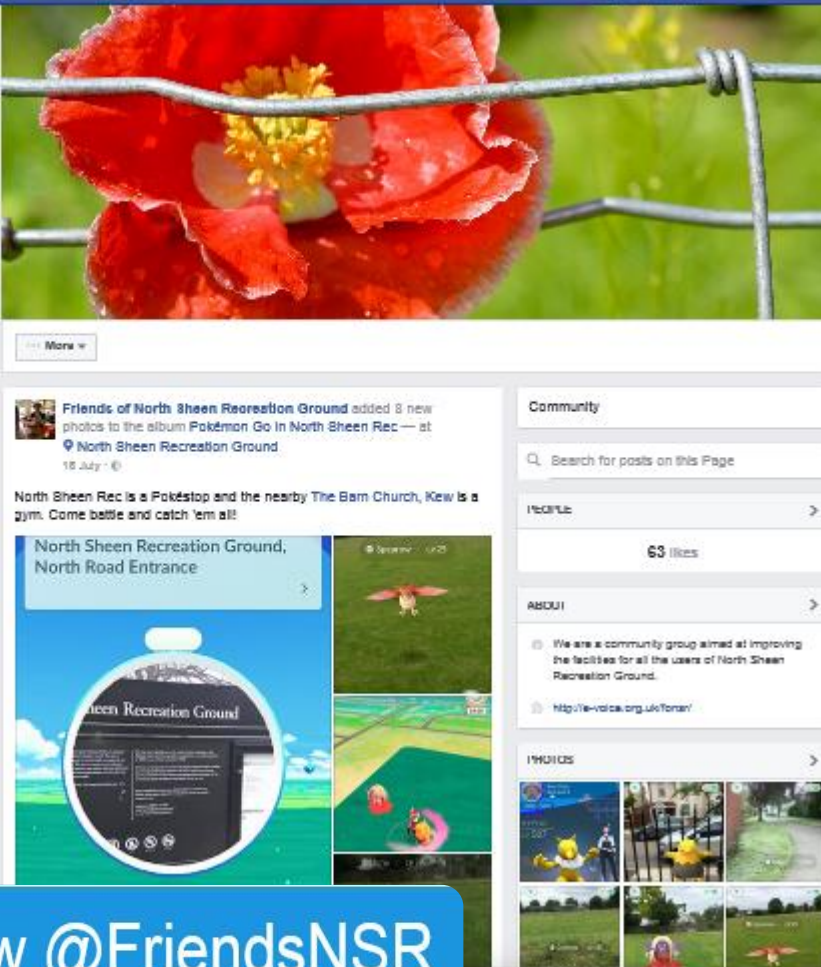 More
Friends of North Sheen Recreation Ground added 8 new
photos to the album Pokémon Go in North Sheen Rec — at
North Sheen Recreation Ground
18 July
North Sheen Rec is a Pokéstop and the nearby The Barn Church, Kew is a
gym. Come battle and catch 'em all!
North Sheen Recreation Ground,
North Road Entrance
Recreation Ground
Spearow
@FriendsNSR
Community
Search for posts on this Page
PEOPLE
63 likes
ABOUT
We are a community group aimed at improving
the facilities for all the users of North Sheen
Recreation Ground.
PHOTOS